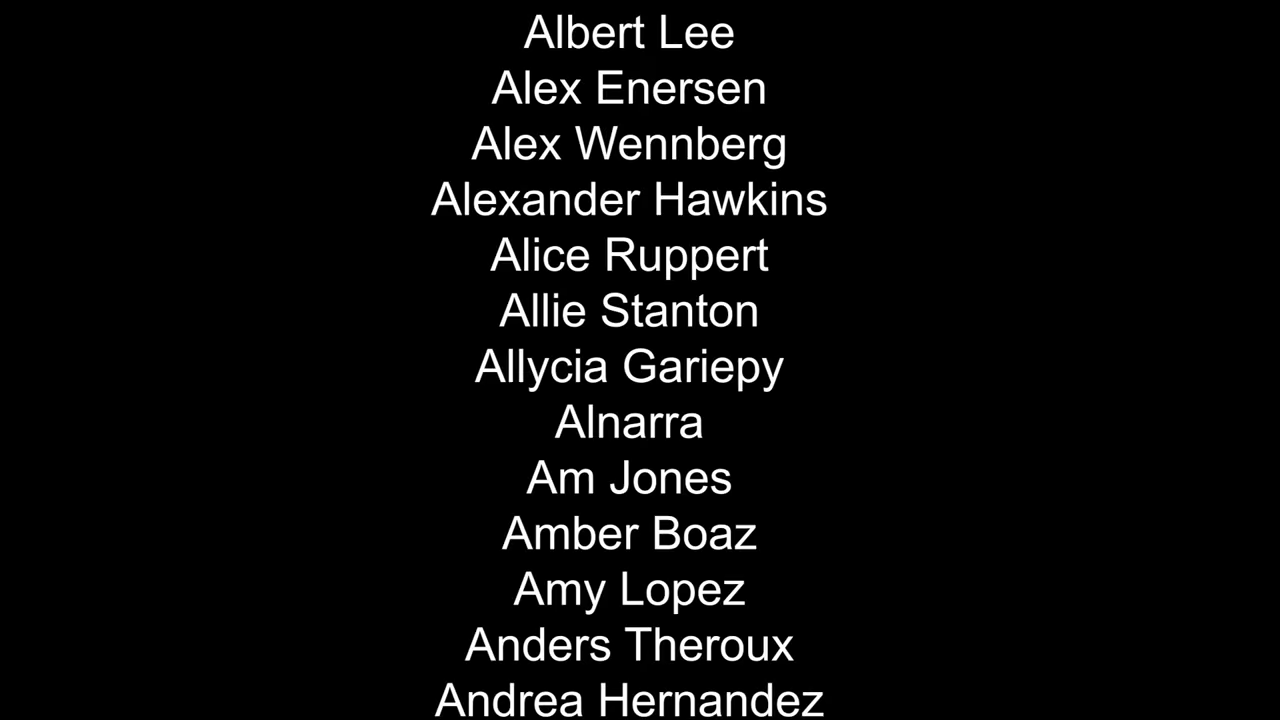 Albert Lee
Alex Enersen
Alex Wennberg
Alexander Hawkins
Alice Ruppert
Allie Stanton
Allycia Gariepy
Alnarra
Am Jones
Amber Boaz
Amy Lopez
Anders Theroux
Andrea Hernandez